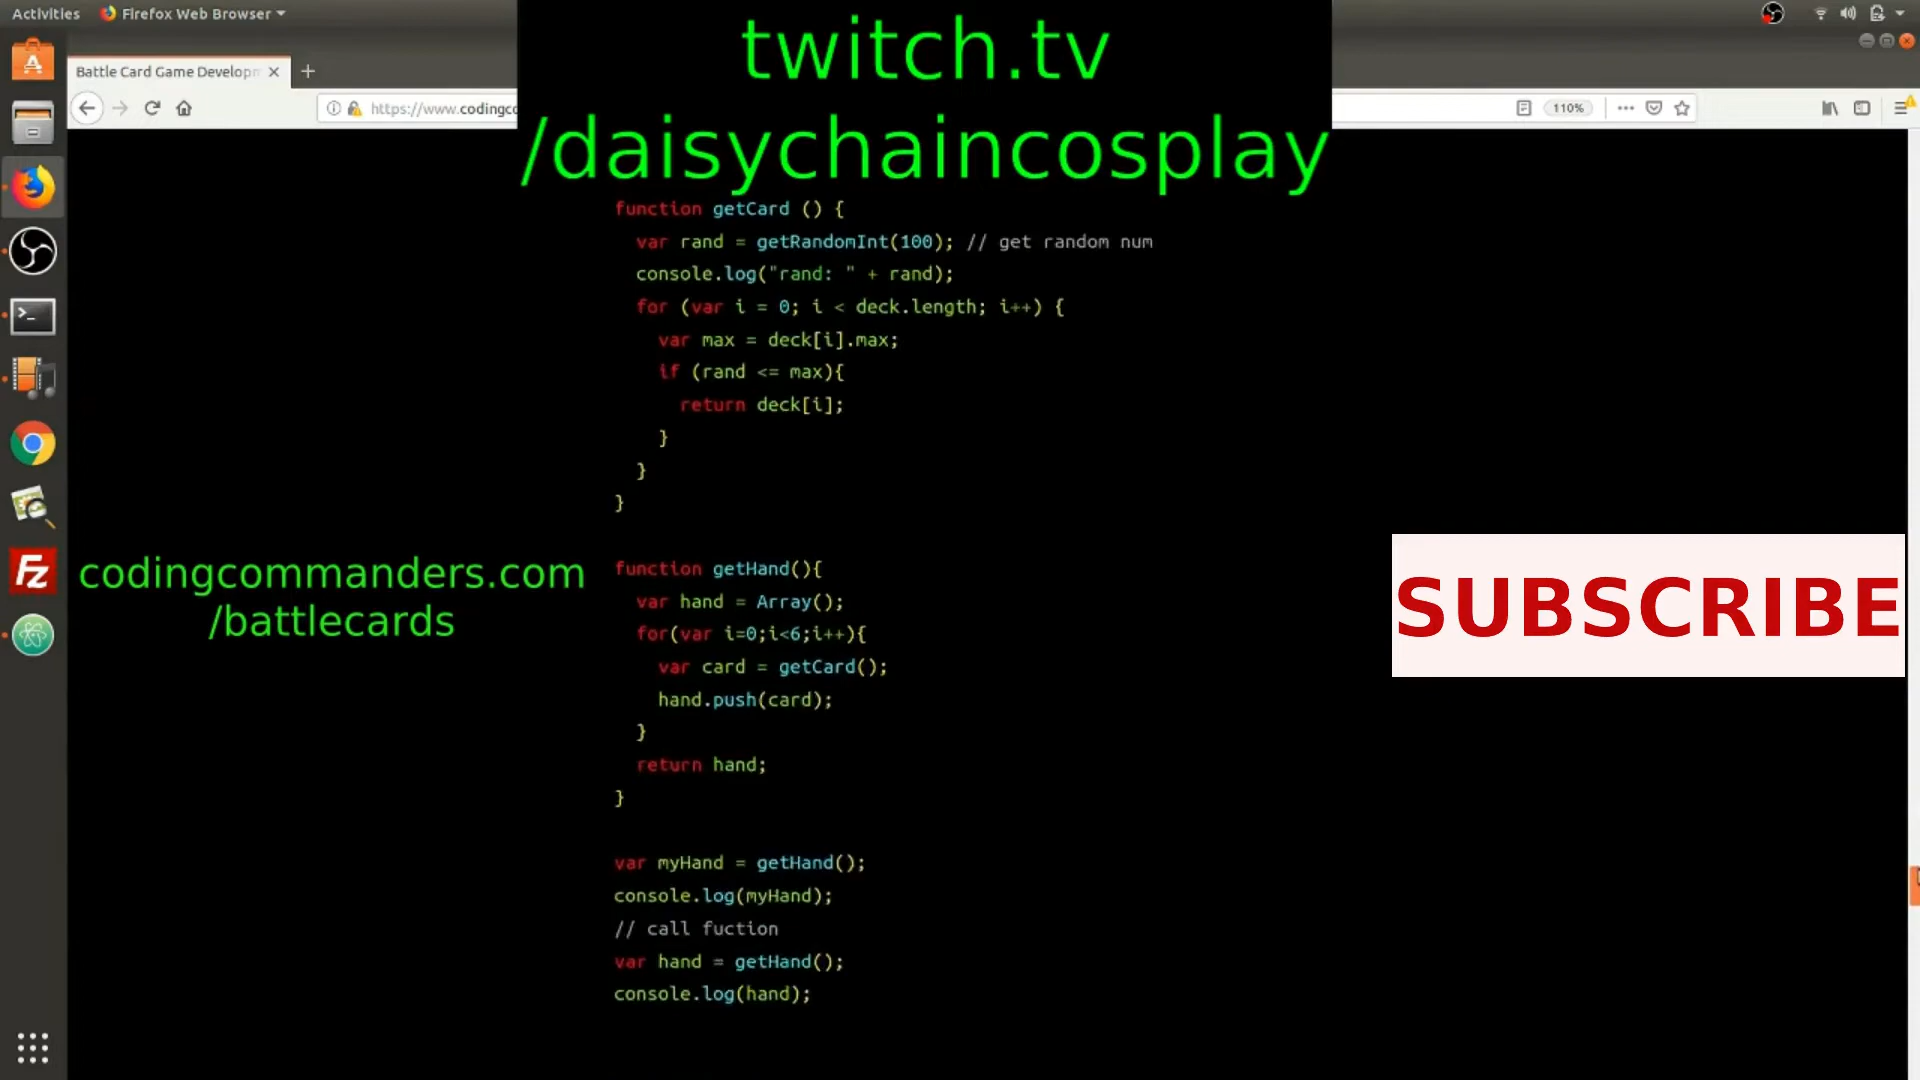 Activities
Firefox Web Browser
twitch.tv
/daisychaincosplay
Battle Card Game Developm
https://www.codingc
110%
function getCard () {
var rand = getRandomInt(100); // get random num
console.log("rand: " + rand);
for (var i = 0; i < deck.length; i++) {
var max = deck[i].max;
if (rand <= max){
return deck[i];
}
}
}
codingcommanders.com
/battlecards
function getHand(){
var hand = Array();
for(var i=0;i<6;i++){
var card = getCard();
hand.push(card);
}
return hand;
}
SUBSCRIBE
var myHand = getHand();
console.log(myHand);
// call fuction
var hand = getHand();
console.log(hand);